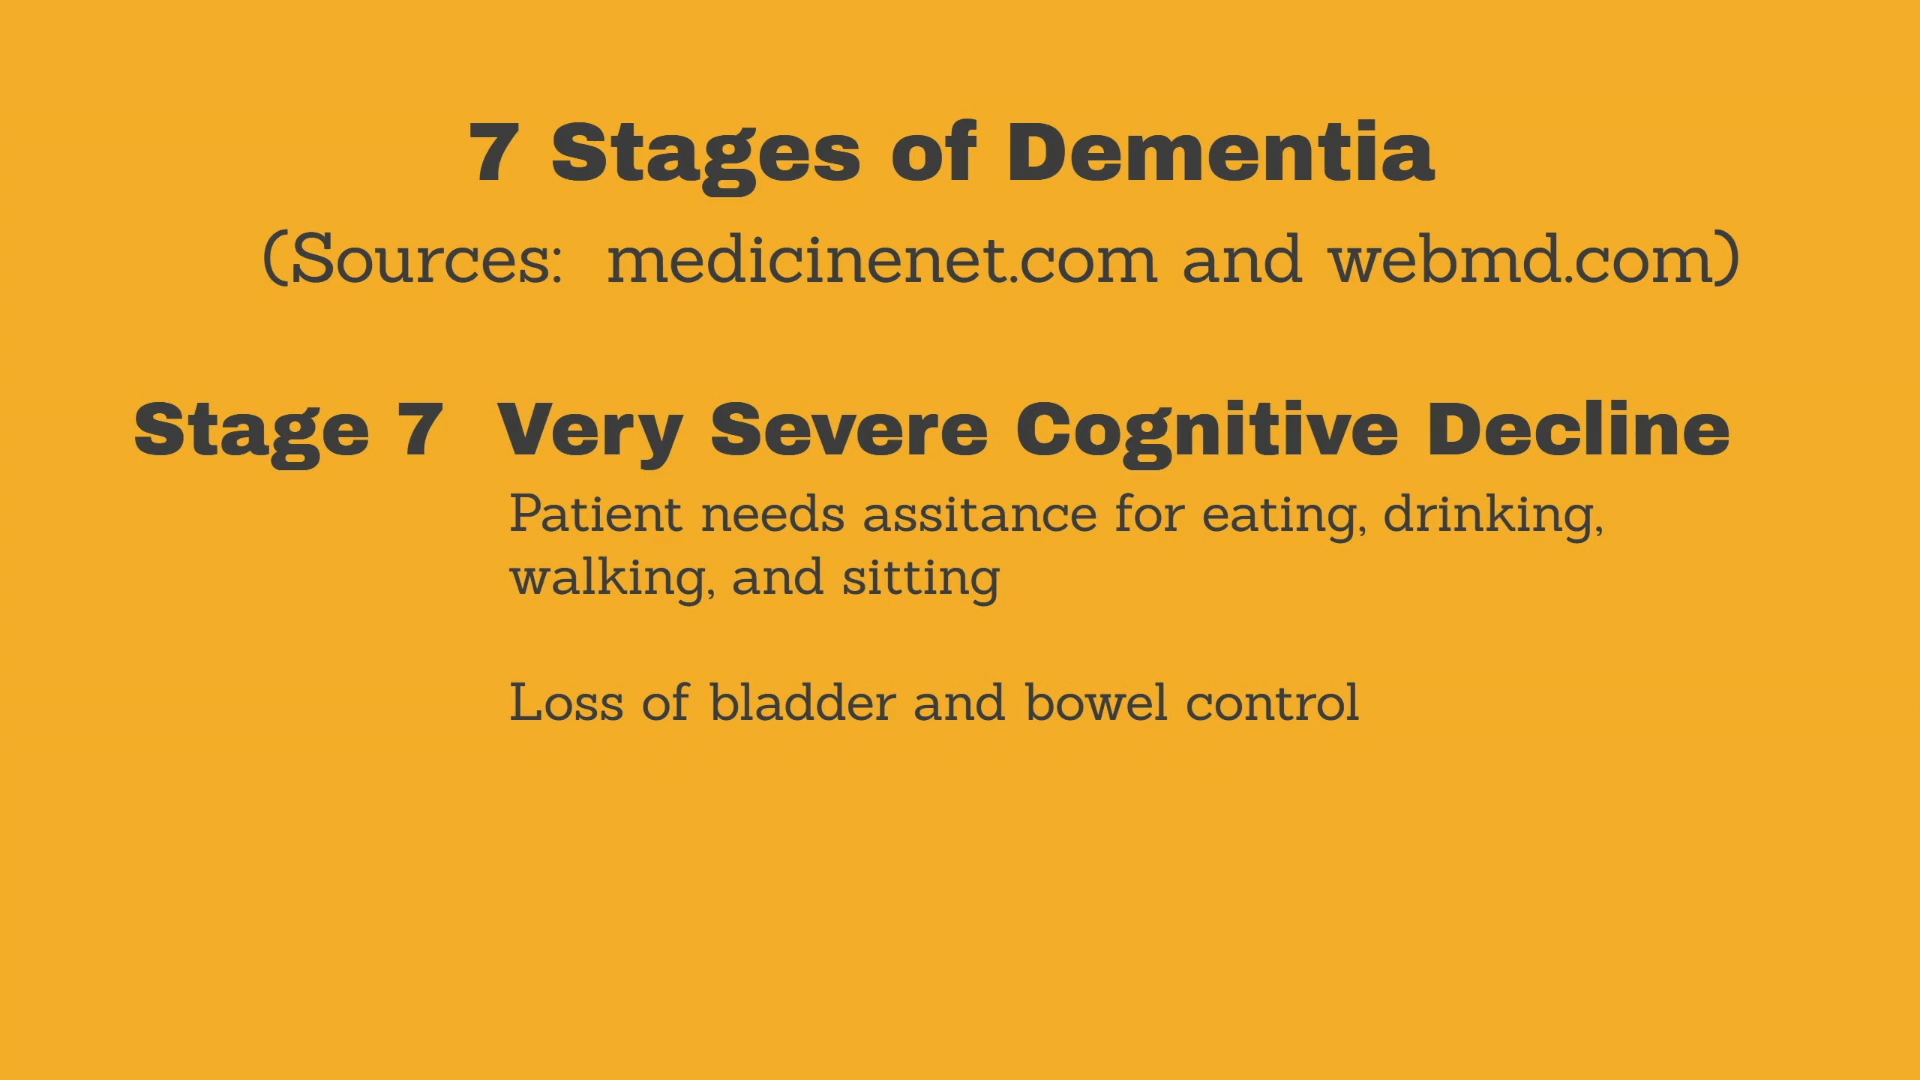 7 Stages of Dementia
(Sources:  medicinenet.com and webmd.com)
Stage 7  Very Severe Cognitive Decline
Patient needs assitance for eating, drinking,
walking, and sitting
Loss of bladder and bowel control